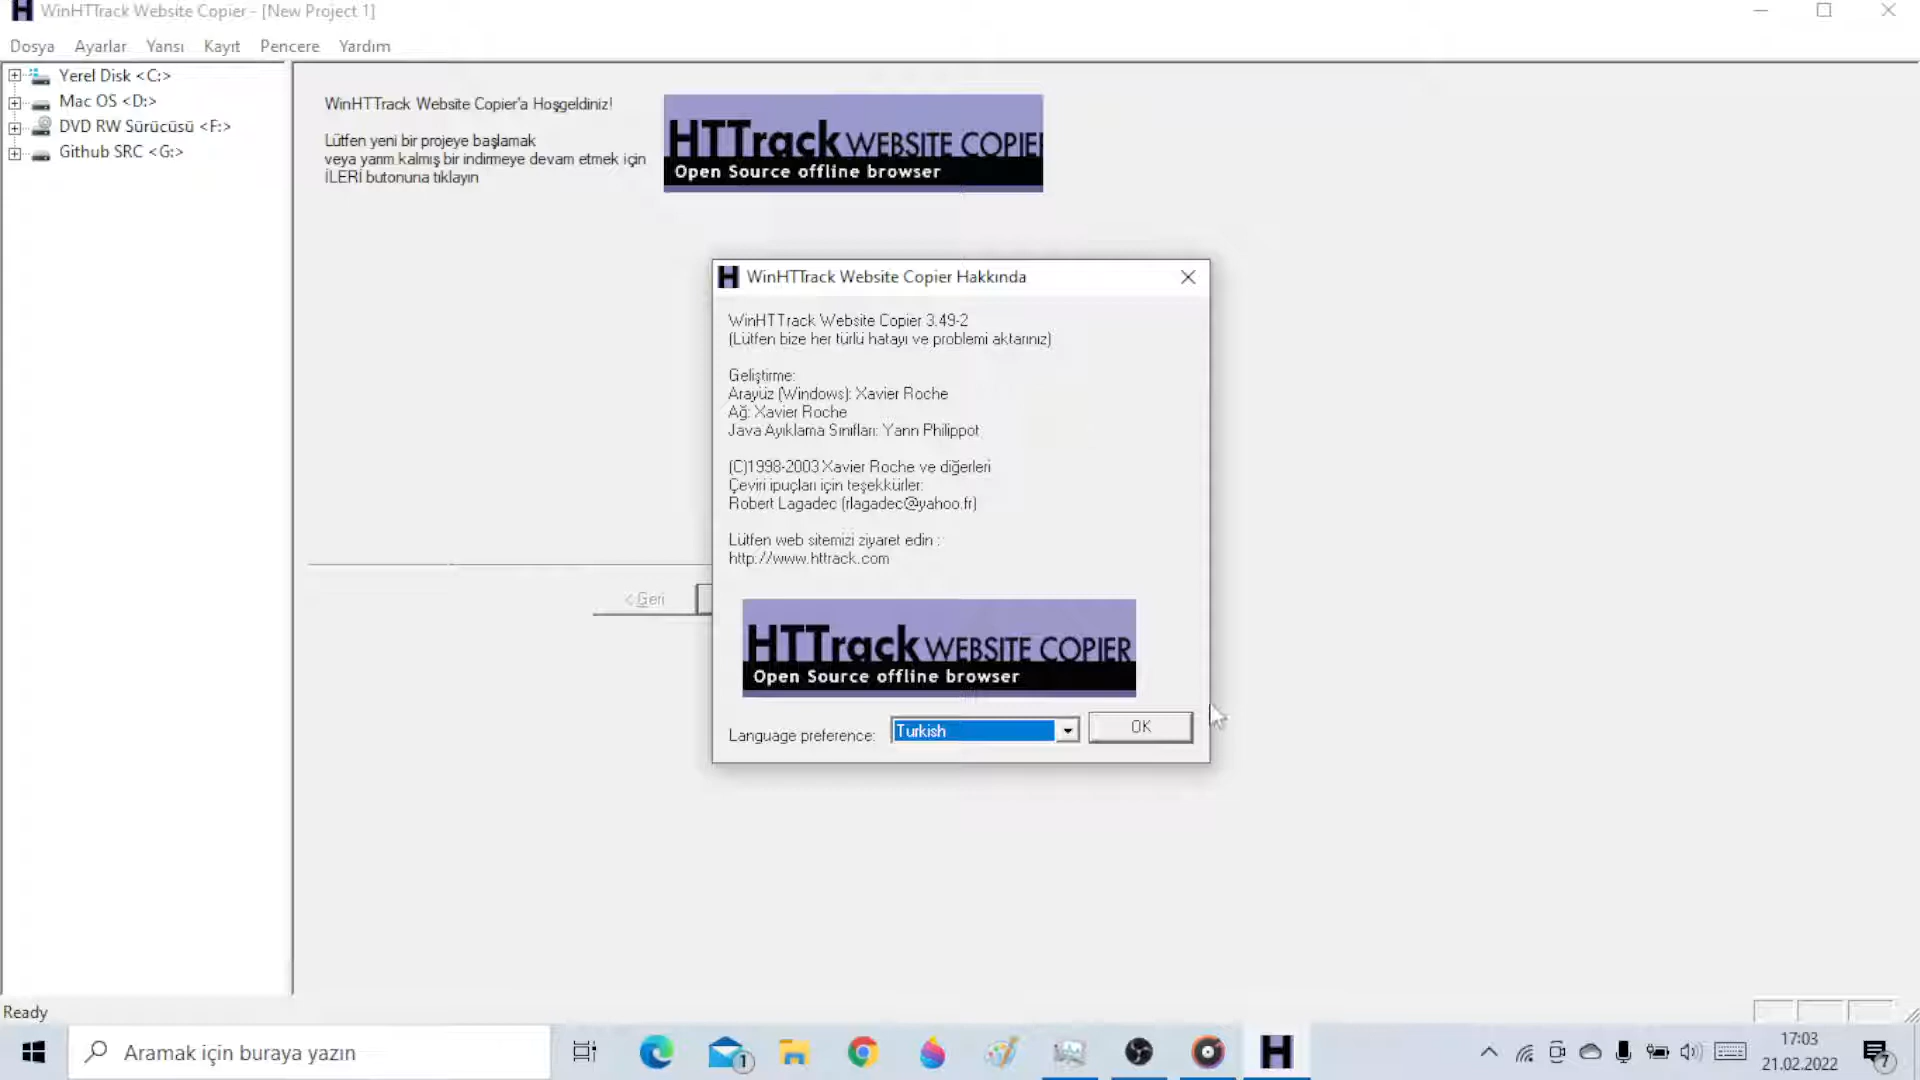 WinHTTrack Website Copier - [New Project 1]
Dosya Ayarlar Yansı Kayıt Pencere Yardım
Yerel Disk <C:>
Mac OS <D:>
DVD RW Sürücüsü <F:>
Github SRC <G:>
WinHTTrack Website Copier'a Hoşgeldiniz!
Lütfen yeni bir projeye başlamak
veya yarım kalmış bir indirmeye devam etmek için
İLERİ butonuna tıklayın
HTTrack WEBSITE COPIER
Open Source offline browser
< Geri
WinHTTrack Website Copier Hakkında
WinHTTrack Website Copier 3.49-2
(Lütfen bize her türlü hatayı ve problemi aktarınız)
Geliştirme:
Arayüz (Windows): Xavier Roche
Ağ: Xavier Roche
Java Ayıklama Sınıfları: Yann Philippot
(C)1998-2003 Xavier Roche ve diğerleri
Çeviri ipuçları için teşekkürler:
Robert Lagadec (rlagadec@yahoo.fr)
Lütfen web sitemizi ziyaret edin :
http://www.httrack.com
HTTrack WEBSITE COPIER
Open Source offline browser
Language preference: Turkish OK
Ready
Aramak için buraya yazın
1
17:03
21.02.2022
7